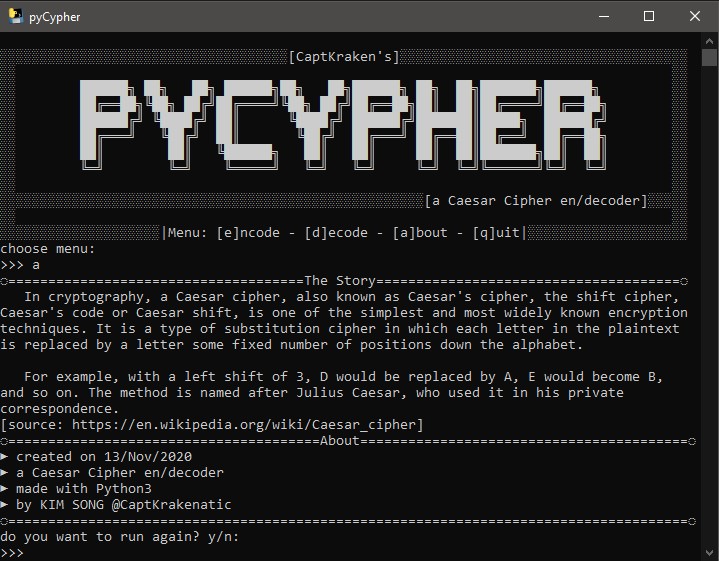 pyCypher
[CaptKraken's]
PYCYPHER
[a Caesar Cipher en/decoder]
|Menu: [e]ncode - [d]ecode - [a]bout - [q]uit|
choose menu:
>>> a
◌=====================================The Story======================================◌
In cryptography, a Caesar cipher, also known as Caesar's cipher, the shift cipher,
Caesar's code or Caesar shift, is one of the simplest and most widely known encryption
techniques. It is a type of substitution cipher in which each letter in the plaintext
is replaced by a letter some fixed number of positions down the alphabet.
For example, with a left shift of 3, D would be replaced by A, E would become B,
and so on. The method is named after Julius Caesar, who used it in his private
correspondence.
[source: https://en.wikipedia.org/wiki/Caesar_cipher]
◌=======================================About=========================================◌
► created on 13/Nov/2020
► a Caesar Cipher en/decoder
► made with Python3
► by KIM SONG @CaptKrakenatic
◌=====================================================================================◌
do you want to run again? y/n:
>>>